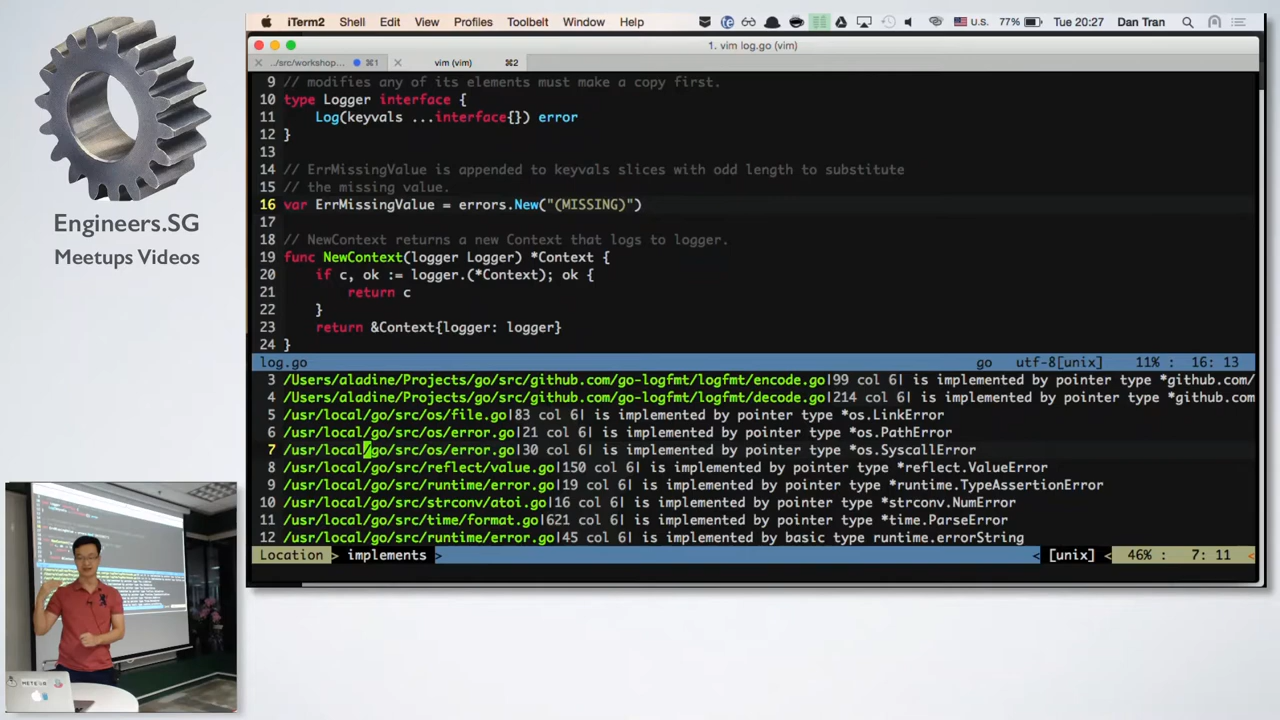 Engineers.SG
Meetups Videos
iTerm2 Shell Edit View Profiles Toolbelt Window Help U.S. 77% Tue 20:27 Dan Tran
1. vim log.go (vim)
../src/workshop... ⌘1 vim (vim) ⌘2
9 // modifies any of its elements must make a copy first.
10 type Logger interface {
11 Log(keyvals ...interface{}) error
12 }
13
14 // ErrMissingValue is appended to keyvals slices with odd length to substitute
15 // the missing value.
16 var ErrMissingValue = errors.New("(MISSING)")
17
18 // NewContext returns a new Context that logs to logger.
19 func NewContext(logger Logger) *Context {
20 if c, ok := logger.(*Context); ok {
21 return c
22 }
23 return &Context{logger: logger}
24 }
log.go go utf-8[unix] 11% : 16: 13
3 /Users/aladine/Projects/go/src/github.com/go-logfmt/logfmt/encode.go|99 col 6| is implemented by pointer type *github.com/
4 /Users/aladine/Projects/go/src/github.com/go-logfmt/logfmt/decode.go|214 col 6| is implemented by pointer type *github.com
5 /usr/local/go/src/os/file.go|83 col 6| is implemented by pointer type *os.LinkError
6 /usr/local/go/src/os/error.go|21 col 6| is implemented by pointer type *os.PathError
7 /usr/local/go/src/os/error.go|30 col 6| is implemented by pointer type *os.SyscallError
8 /usr/local/go/src/reflect/value.go|150 col 6| is implemented by pointer type *reflect.ValueError
9 /usr/local/go/src/runtime/error.go|19 col 6| is implemented by pointer type *runtime.TypeAssertionError
10 /usr/local/go/src/strconv/atoi.go|16 col 6| is implemented by pointer type *strconv.NumError
11 /usr/local/go/src/time/format.go|621 col 6| is implemented by pointer type *time.ParseError
12 /usr/local/go/src/runtime/error.go|45 col 6| is implemented by basic type runtime.errorString
Location > implements > < [unix] < 46% : 7: 11 <